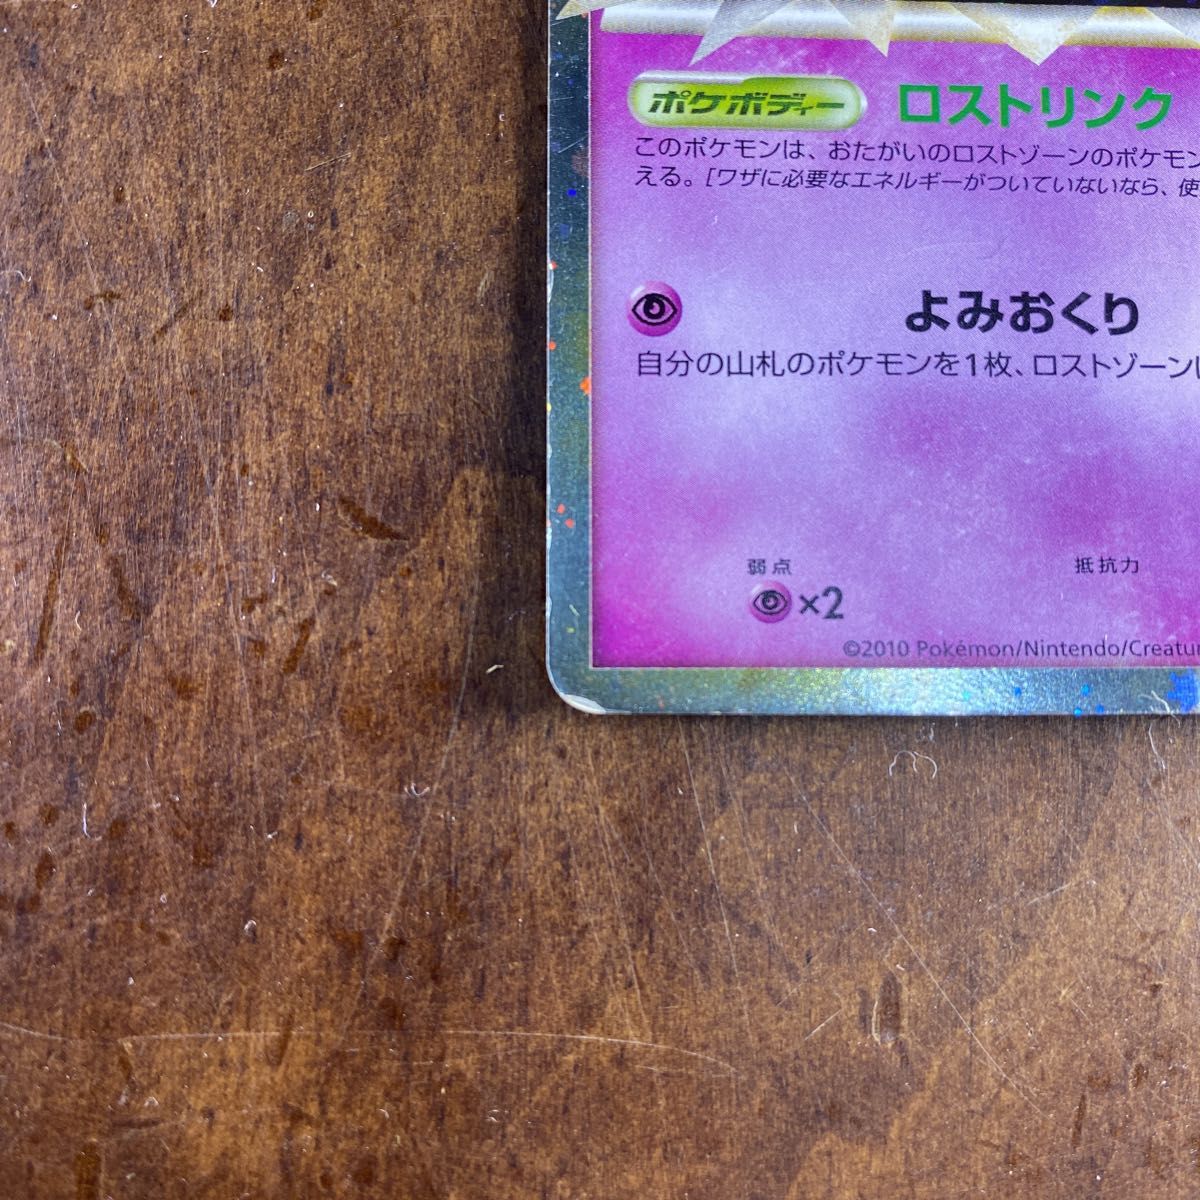 ポケボディー ロストリンク
このポケモンは、おたがいのロストゾーンのポケモン
える。[ワザに必要なエネルギーがついていないなら、使
よみおくり
自分の山札のポケモンを1枚、ロストゾーンに
弱点 抵抗力
×2
©2010 Pokémon/Nintendo/Creatur